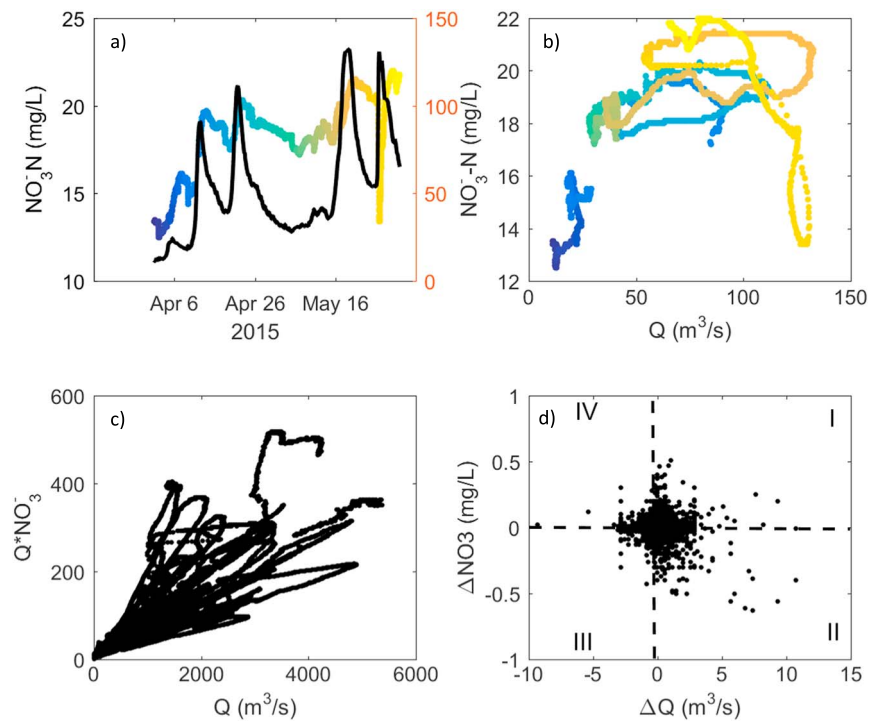 a)
NO₃⁻N (mg/L)
25
20
15
10
150
100
50
0
Apr 6
Apr 26
May 16
2015
b)
NO₃⁻-N (mg/L)
22
20
18
16
14
12
0
50
100
150
Q (m³/s)
c)
Q*NO₃⁻
600
400
200
0
0
2000
4000
6000
Q (m³/s)
d)
IV
I
III
II
ΔNO3 (mg/L)
1
0.5
0
-0.5
-1
-10
-5
0
5
10
15
ΔQ (m³/s)